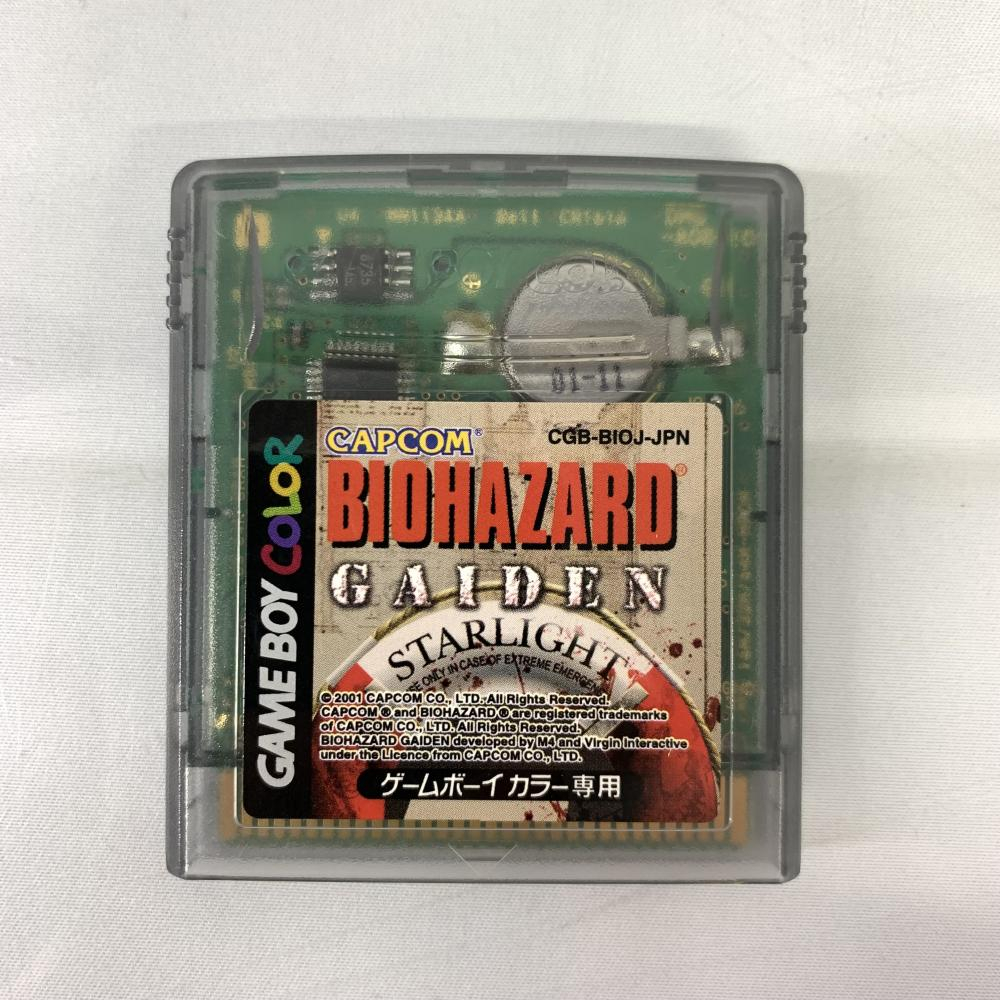 6735
01-11
GAME BOY COLOR
CAPCOM®
CGB-BIOJ-JPN
BIOHAZARD®
GAIDEN
STARLIGHT
ONLY IN CASE OF EXTREME
© 2001 CAPCOM CO., LTD. All Rights Reserved.
CAPCOM ® and BIOHAZARD ® are registered trademarks
of CAPCOM CO., LTD. All Rights Reserved.
BIOHAZARD GAIDEN developed by M4 and Virgin Interactive
under the Licence from CAPCOM CO., LTD.
ゲームボーイカラー専用